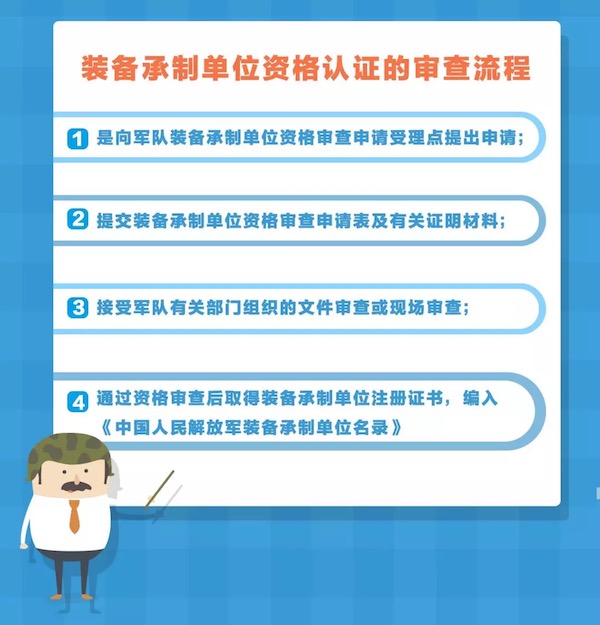 装备承制单位资格认证的审查流程
1 是向军队装备承制单位资格审查申请受理点提出申请；
2 提交装备承制单位资格审查申请表及有关证明材料；
3 接受军队有关部门组织的文件审查或现场审查；
4 通过资格审查后取得装备承制单位注册证书，编入
《中国人民解放军装备承制单位名录》